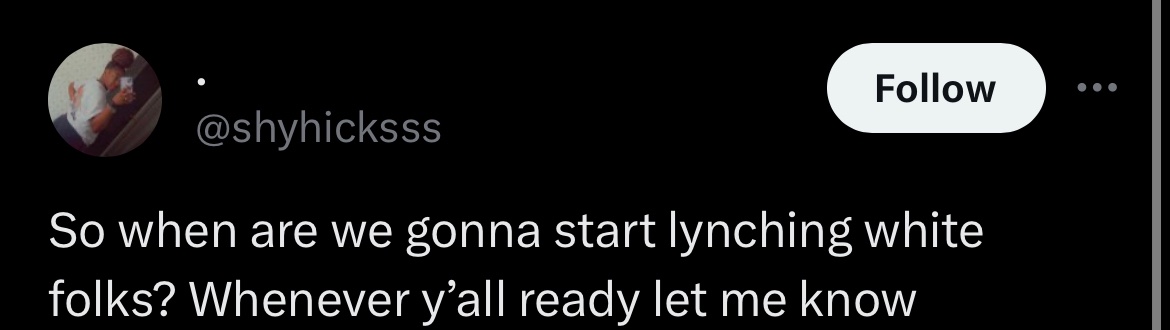 .
@shyhicksss
Follow
So when are we gonna start lynching white
folks? Whenever y’all ready let me know